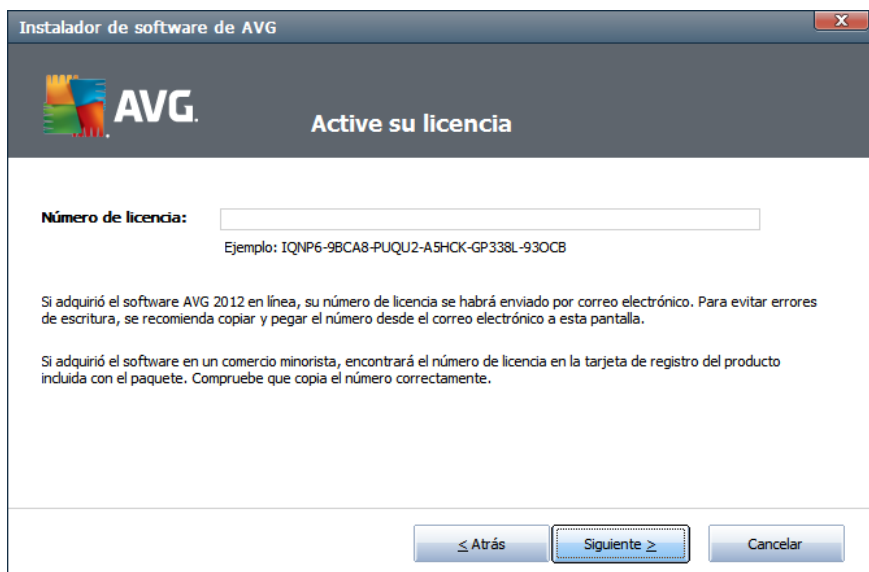 Instalador de software de AVG
X
AVG.
Active su licencia
Número de licencia:
Ejemplo: IQNP6-9BCA8-PUQU2-A5HCK-GP338L-93OCB
Si adquirió el software AVG 2012 en línea, su número de licencia se habrá enviado por correo electrónico. Para evitar errores
de escritura, se recomienda copiar y pegar el número desde el correo electrónico a esta pantalla.
Si adquirió el software en un comercio minorista, encontrará el número de licencia en la tarjeta de registro del producto
incluida con el paquete. Compruebe que copia el número correctamente.
< Atrás
Siguiente >
Cancelar